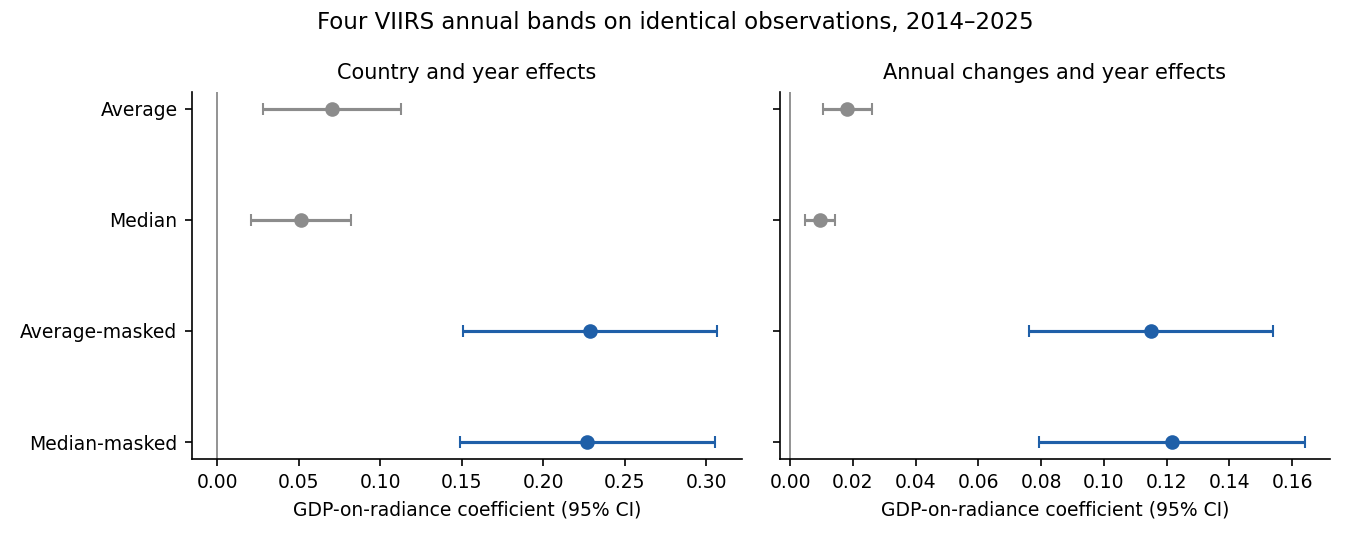 Four VIIRS annual bands on identical observations, 2014–2025
Country and year effects
Annual changes and year effects
Average
Median
Average-masked
Median-masked
0.00 0.05 0.10 0.15 0.20 0.25 0.30
0.00 0.02 0.04 0.06 0.08 0.10 0.12 0.14 0.16
GDP-on-radiance coefficient (95% CI)
GDP-on-radiance coefficient (95% CI)